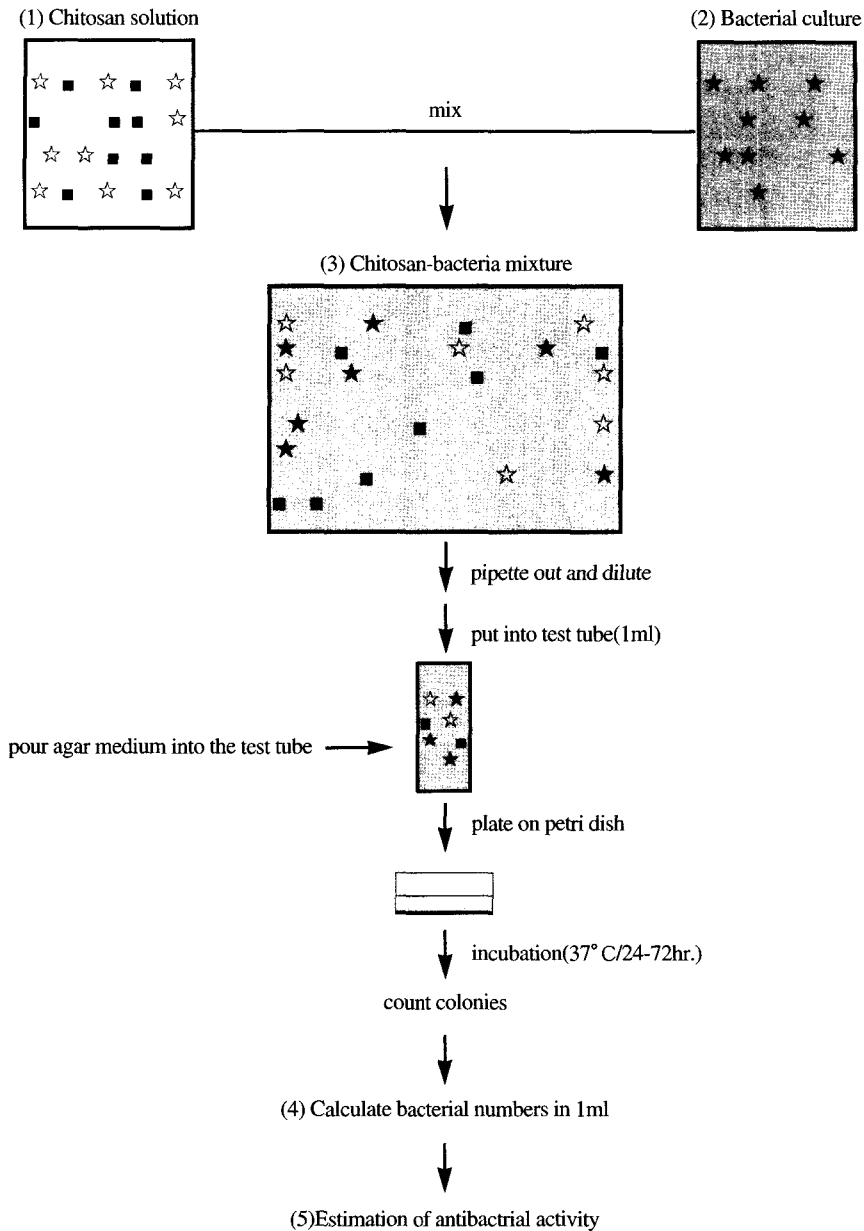 (1) Chitosan solution
(2) Bacterial culture
mix
(3) Chitosan-bacteria mixture
pipette out and dilute
put into test tube(1ml)
pour agar medium into the test tube
plate on petri dish
incubation(37° C/24-72hr.)
count colonies
(4) Calculate bacterial numbers in 1ml
(5)Estimation of antibactrial activity